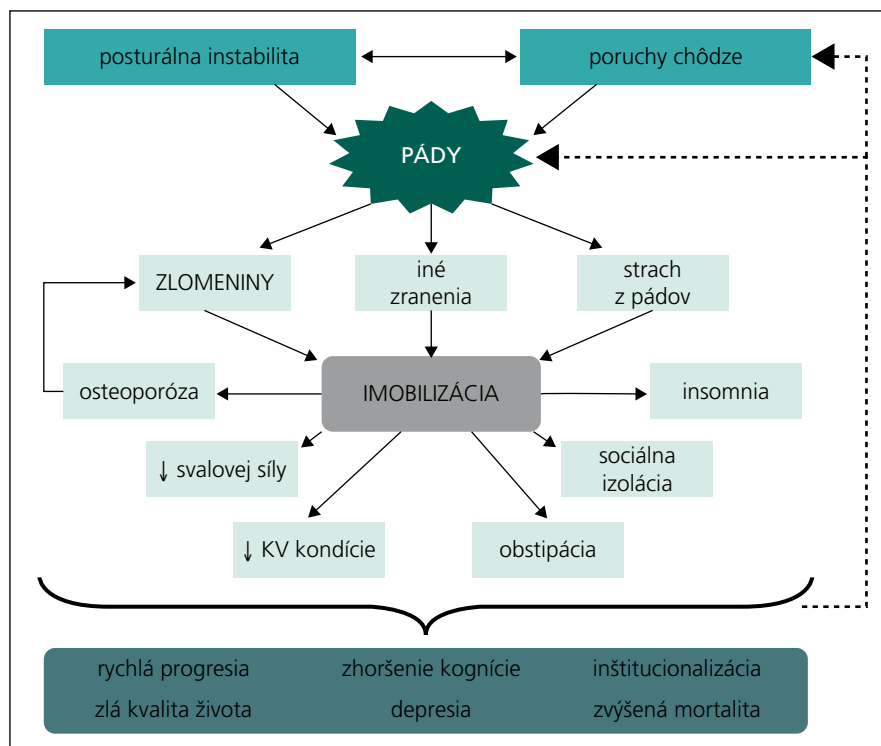 posturálna instabilita
poruchy chôdze
PÁDY
ZLOMENINY
iné
zranenia
strach
z pádov
osteoporóza
IMOBILIZÁCIA
insomnia
↓ svalovej síly
sociálna
izolácia
↓ KV kondície
obstipácia
rychlá progresia
zhoršenie kognície
inštitucionalizácia
zlá kvalita života
depresia
zvýšená mortalita